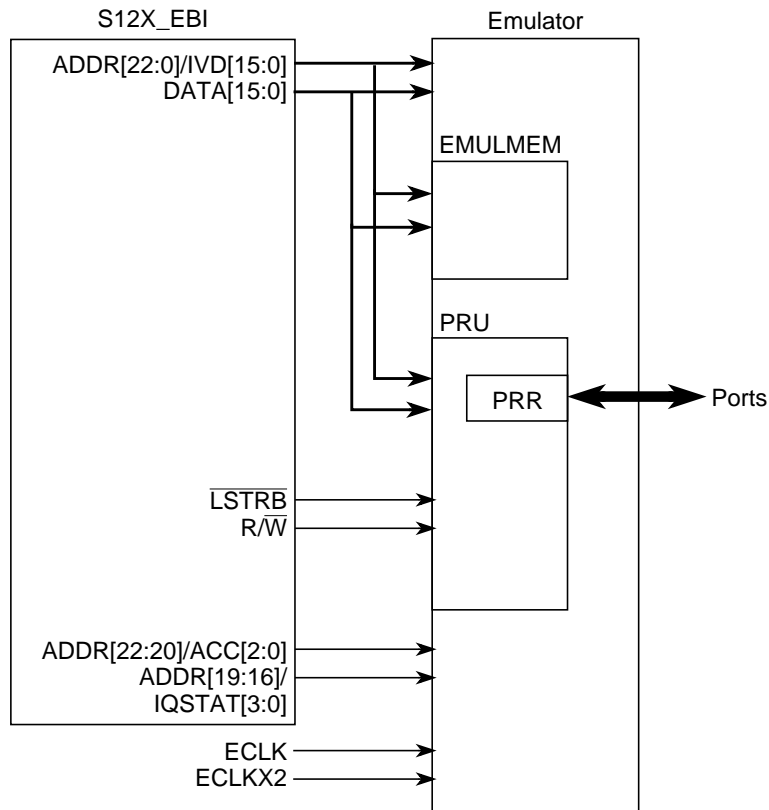 S12X_EBI
Emulator
ADDR[22:0]/IVD[15:0]
DATA[15:0]
EMULMEM
PRU
PRR
Ports
LSTRB
R/W
ADDR[22:20]/ACC[2:0]
ADDR[19:16]/
IQSTAT[3:0]
ECLK
ECLKX2